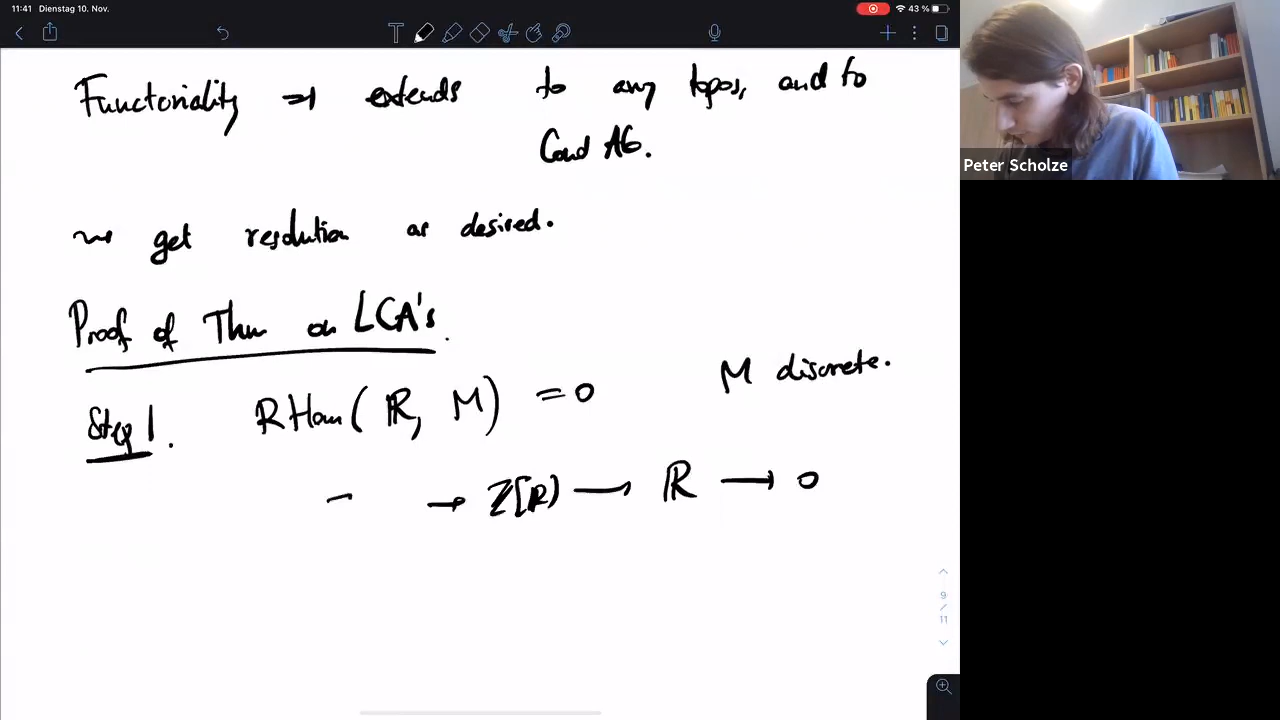 11:41 Dienstag 10. Nov.
43 %
Functoriality ⇒ extends to any topos, and to
Cond Ab.
⇝ get resolution as desired.
Proof of Thm on LCA's.
Step 1. RHom(ℝ, M) = 0 M discrete.
→ ℤ[ℝ] → ℝ → 0
9
/
11
Peter Scholze